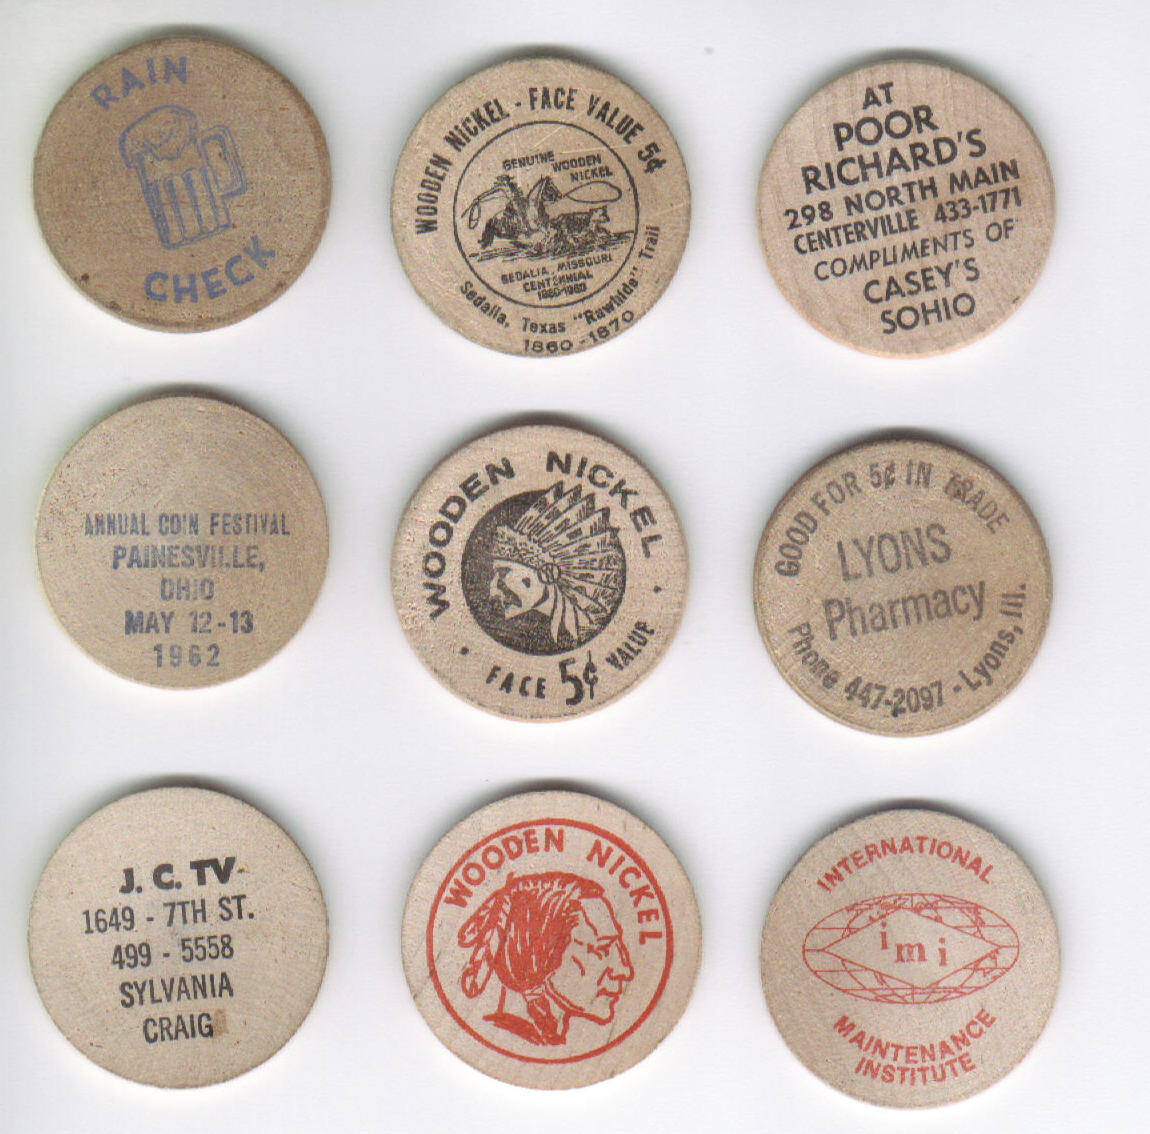 RAIN
CHECK
WOODEN NICKEL - FACE VALUE 5¢
GENUINE WOODEN
NICKEL
SEDALIA, MISSOURI
CENTENNIAL
1860-1960
Sedalia, Texas "Rawhide" Trail
1860-1870
AT
POOR
RICHARD'S
298 NORTH MAIN
CENTERVILLE 433-1771
COMPLIMENTS OF
CASEY'S
SOHIO
ANNUAL COIN FESTIVAL
PAINESVILLE,
OHIO
MAY 12-13
1962
WOODEN NICKEL
FACE 5¢ VALUE
GOOD FOR 5¢ IN TRADE
LYONS
Pharmacy
Phone 447-2097 - Lyons, Ill.
J. C. TV
1649 - 7TH ST.
499 - 5558
SYLVANIA
CRAIG
WOODEN NICKEL
INTERNATIONAL
imi
MAINTENANCE
INSTITUTE